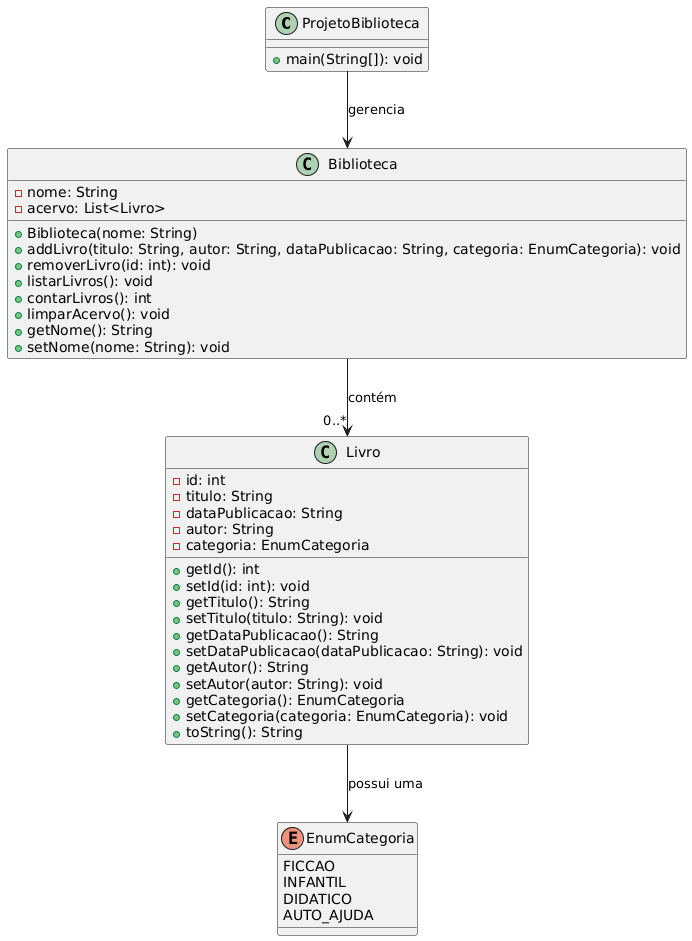 C ProjetoBiblioteca
main(String[]): void
gerencia
C Biblioteca
nome: String
acervo: List<Livro>
Biblioteca(nome: String)
addLivro(titulo: String, autor: String, dataPublicacao: String, categoria: EnumCategoria): void
removerLivro(id: int): void
listarLivros(): void
contarLivros(): int
limparAcervo(): void
getNome(): String
setNome(nome: String): void
contém
0..*
C Livro
id: int
titulo: String
dataPublicacao: String
autor: String
categoria: EnumCategoria
getId(): int
setId(id: int): void
getTitulo(): String
setTitulo(titulo: String): void
getDataPublicacao(): String
setDataPublicacao(dataPublicacao: String): void
getAutor(): String
setAutor(autor: String): void
getCategoria(): EnumCategoria
setCategoria(categoria: EnumCategoria): void
toString(): String
possui uma
E EnumCategoria
FICCAO
INFANTIL
DIDATICO
AUTO_AJUDA